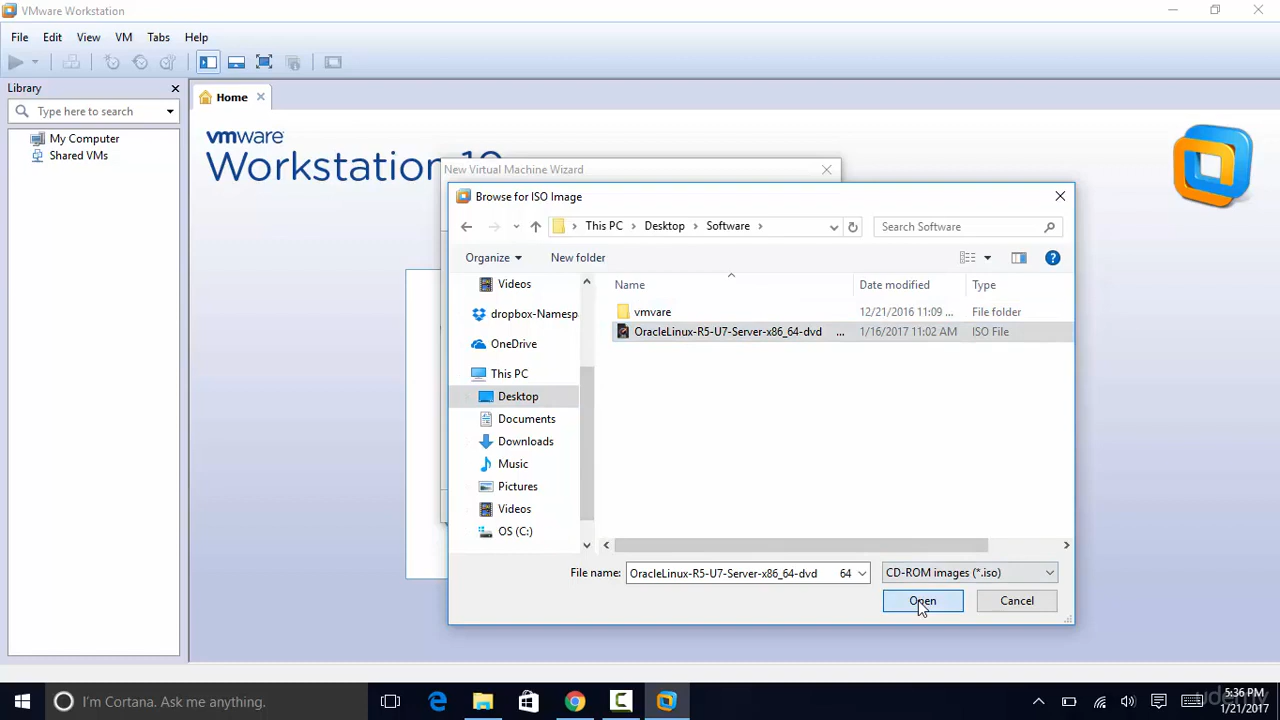 VMware Workstation
File Edit View VM Tabs Help
Library
Type here to search
My Computer
Shared VMs
Home
vmware
Workstation
New Virtual Machine Wizard
Browse for ISO Image
This PC Desktop Software
Search Software
Organize New folder
Name Date modified Type
Videos
dropbox-Namesp
OneDrive
This PC
Desktop
Documents
Downloads
Music
Pictures
Videos
OS (C:)
vmware 12/21/2016 11:09 ... File folder
OracleLinux-R5-U7-Server-x86_64-dvd ... 1/16/2017 11:02 AM ISO File
File name: OracleLinux-R5-U7-Server-x86_64-dvd 64 CD-ROM images (*.iso)
Open Cancel
I'm Cortana. Ask me anything.
5:36 PM
1/21/2017
udemy